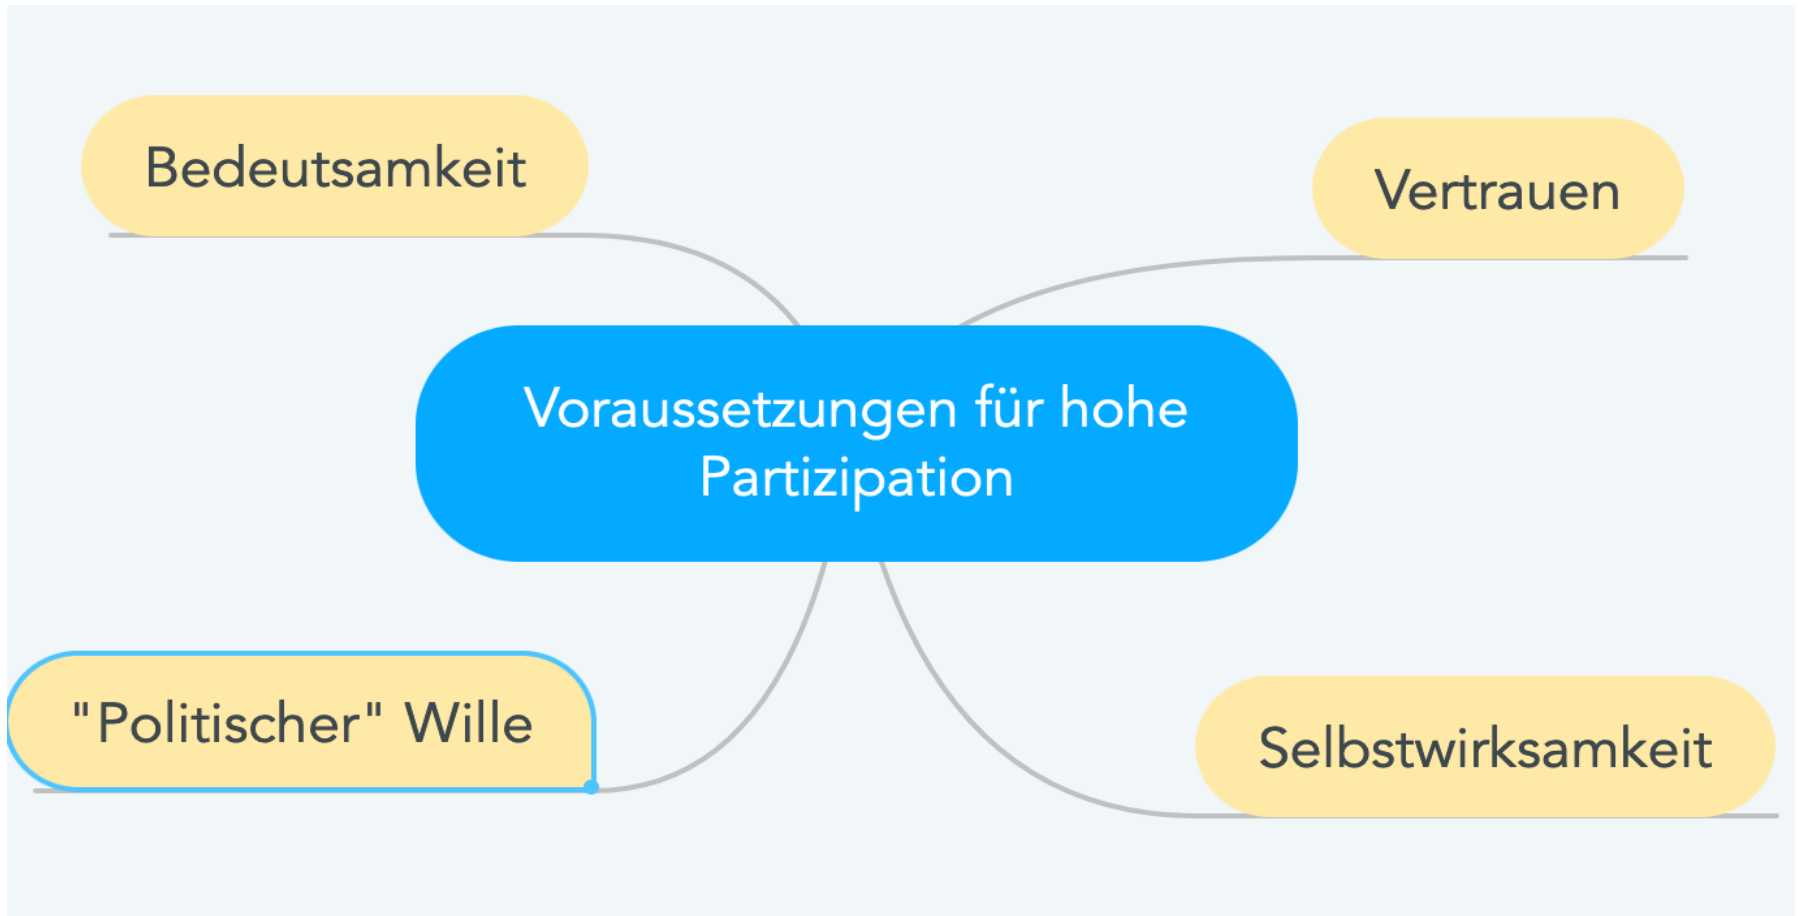 Bedeutsamkeit
Vertrauen
Voraussetzungen für hohe
Partizipation
"Politischer" Wille
Selbstwirksamkeit